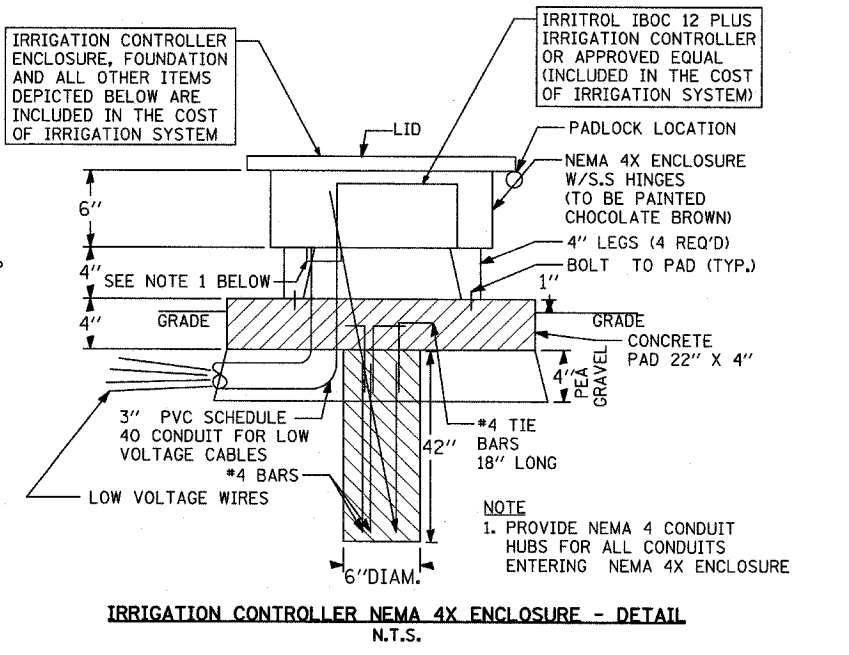 IRRIGATION CONTROLLER
ENCLOSURE, FOUNDATION
AND ALL OTHER ITEMS
DEPICTED BELOW ARE
INCLUDED IN THE COST
OF IRRIGATION SYSTEM
IRRITROL IBOC 12 PLUS
IRRIGATION CONTROLLER
OR APPROVED EQUAL
(INCLUDED IN THE COST
OF IRRIGATION SYSTEM)
LID
PADLOCK LOCATION
NEMA 4X ENCLOSURE
W/S.S HINGES
(TO BE PAINTED
CHOCOLATE BROWN)
6"
4" LEGS (4 REQ'D)
4"
SEE NOTE 1 BELOW
BOLT TO PAD (TYP.)
1"
4"
GRADE
GRADE
CONCRETE
PAD 22" X 4"
4"
PEA
GRAVEL
3" PVC SCHEDULE
40 CONDUIT FOR LOW
VOLTAGE CABLES
42"
#4 TIE
BARS
18" LONG
#4 BARS
LOW VOLTAGE WIRES
NOTE
1. PROVIDE NEMA 4 CONDUIT
HUBS FOR ALL CONDUITS
ENTERING NEMA 4X ENCLOSURE
6"DIAM.
IRRIGATION CONTROLLER NEMA 4X ENCLOSURE - DETAIL
N.T.S.